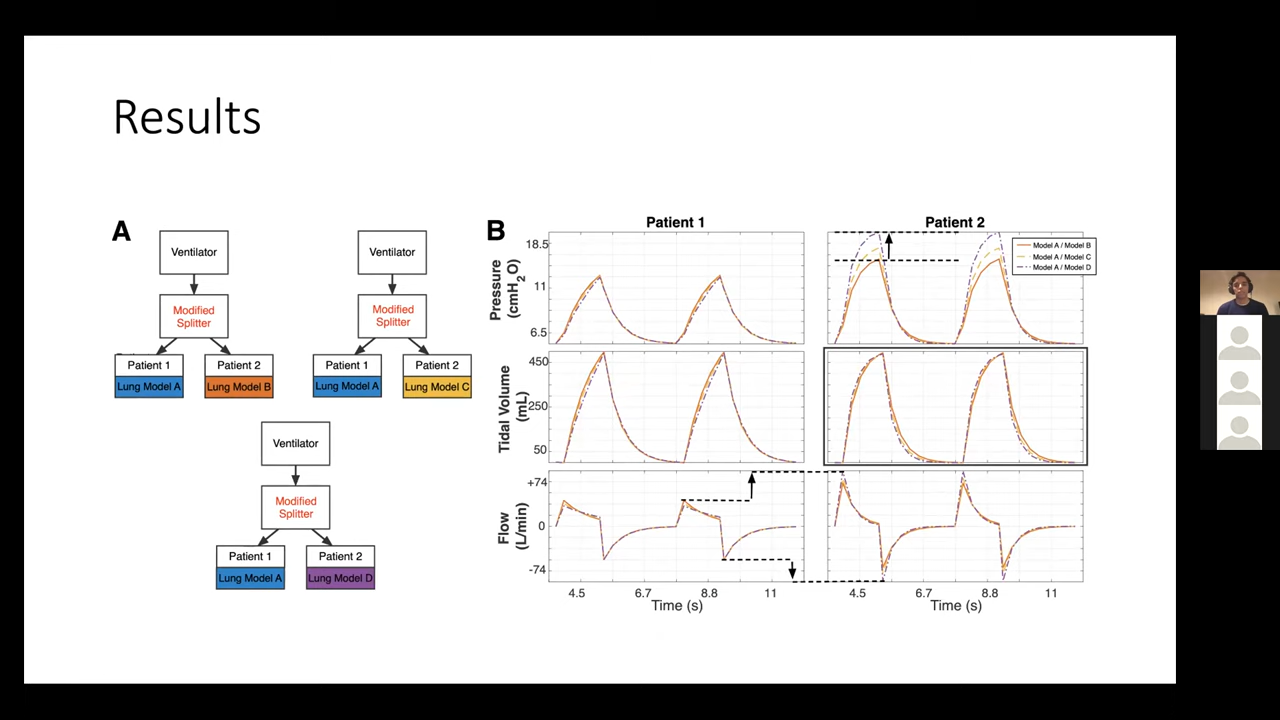 Results
A
Ventilator
Modified
Splitter
Patient 1
Patient 2
Lung Model A
Lung Model B
Ventilator
Modified
Splitter
Patient 1
Patient 2
Lung Model A
Lung Model C
Ventilator
Modified
Splitter
Patient 1
Patient 2
Lung Model A
Lung Model D
B
Patient 1
Patient 2
Pressure
(cmH2O)
18.5
11
6.5
Model A / Model B
Model A / Model C
Model A / Model D
Tidal Volume
(mL)
450
250
50
Flow
(L/min)
+74
0
-74
4.5 6.7 8.8 11
Time (s)
4.5 6.7 8.8 11
Time (s)